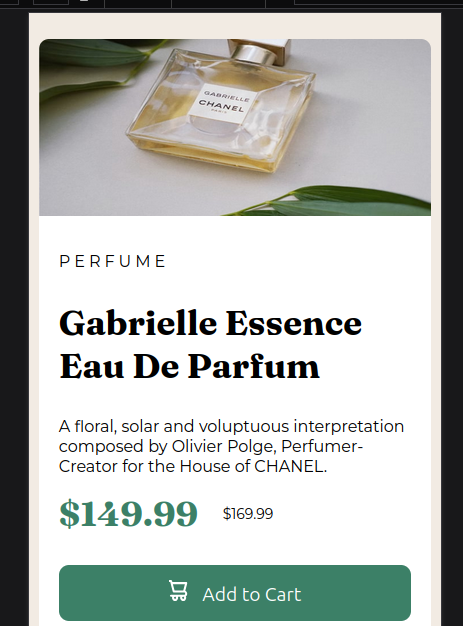 GABRIELLE
CHANEL
PARIS
PERFUME
Gabrielle Essence
Eau De Parfum
A floral, solar and voluptuous interpretation
composed by Olivier Polge, Perfumer-
Creator for the House of CHANEL.
$149.99 $169.99
Add to Cart